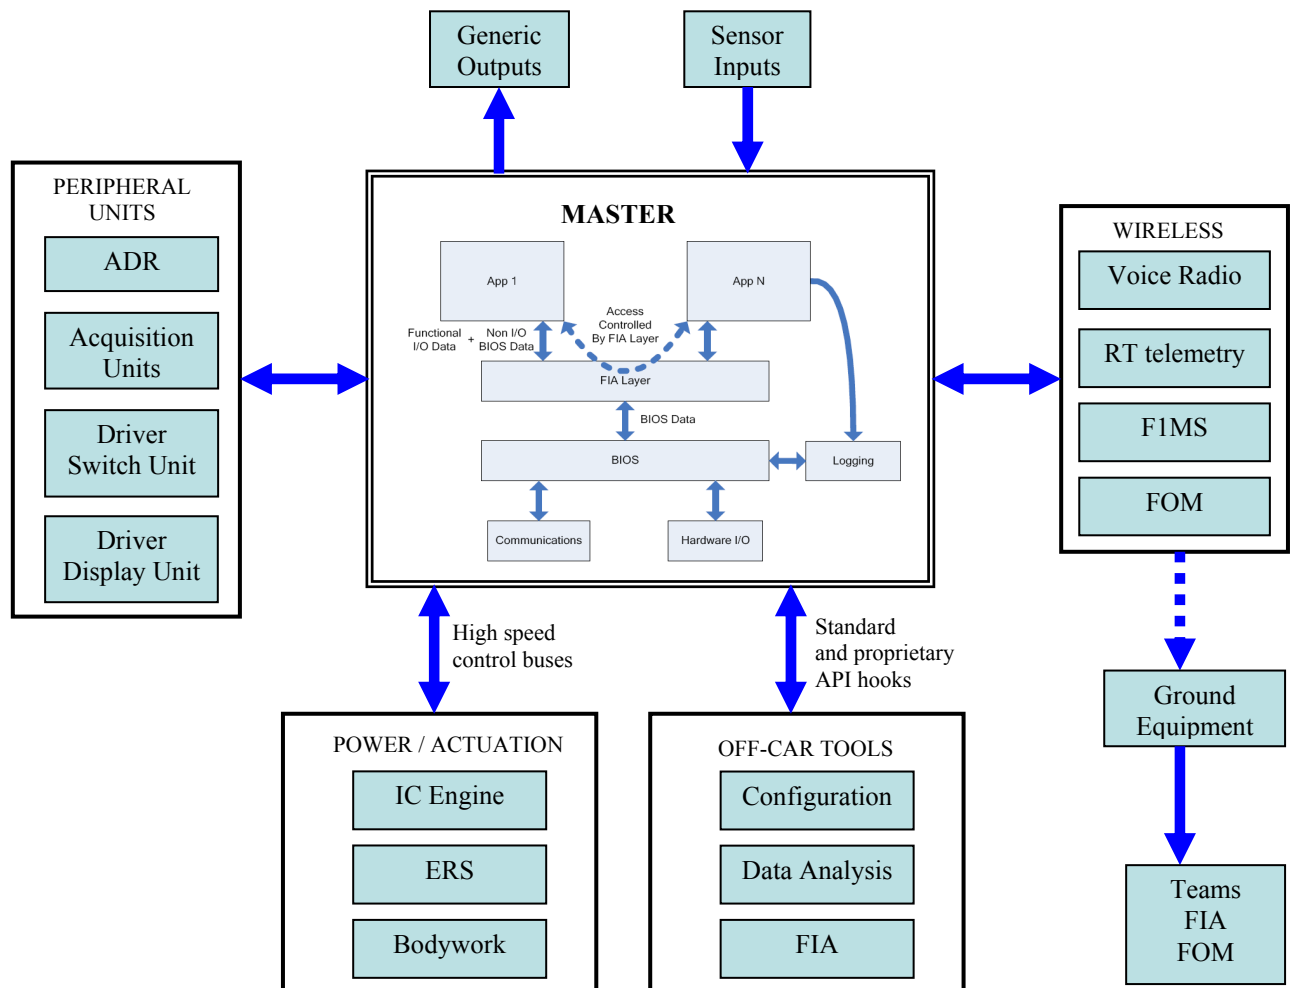 Generic
Outputs
Sensor
Inputs
PERIPHERAL
UNITS
ADR
Acquisition
Units
Driver
Switch Unit
Driver
Display Unit
MASTER
App 1
App N
Access
Controlled
By FIA Layer
Functional
I/O Data
+
Non I/O
BIOS Data
FIA Layer
BIOS Data
BIOS
Logging
Communications
Hardware I/O
WIRELESS
Voice Radio
RT telemetry
F1MS
FOM
High speed
control buses
Standard
and proprietary
API hooks
Ground
Equipment
POWER / ACTUATION
IC Engine
ERS
Bodywork
OFF-CAR TOOLS
Configuration
Data Analysis
FIA
Teams
FIA
FOM